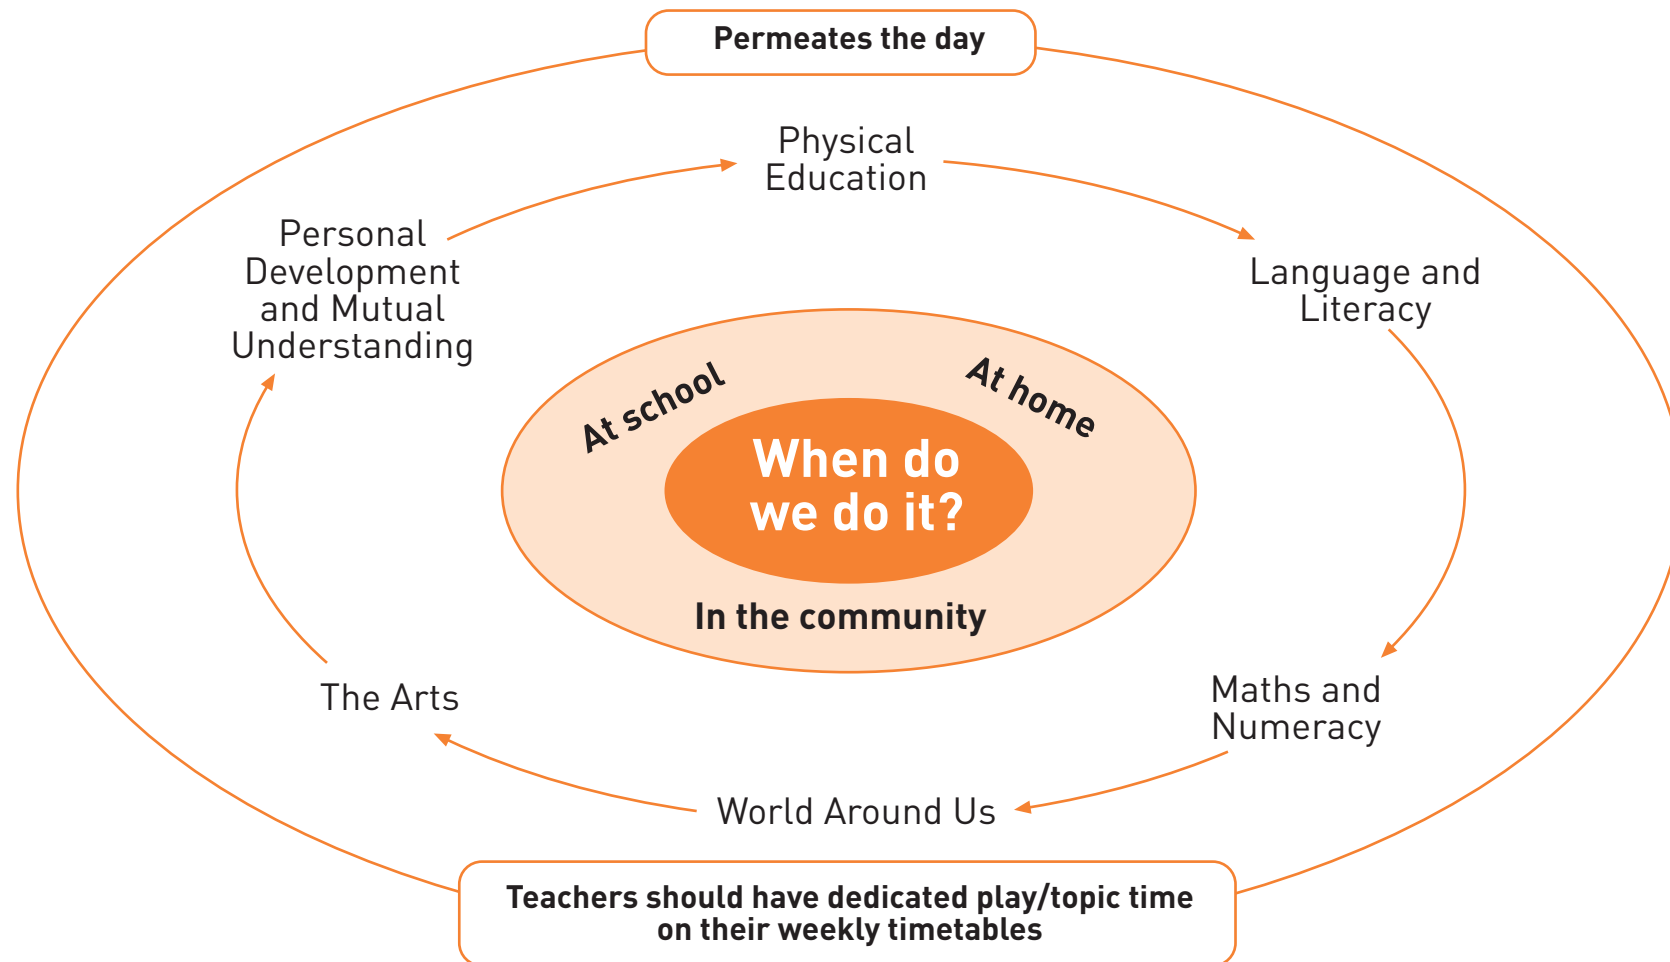 Permeates the day
Physical
Education
Personal
Development
and Mutual
Understanding
Language and
Literacy
At school
At home
When do
we do it?
In the community
The Arts
Maths and
Numeracy
World Around Us
Teachers should have dedicated play/topic time
on their weekly timetables